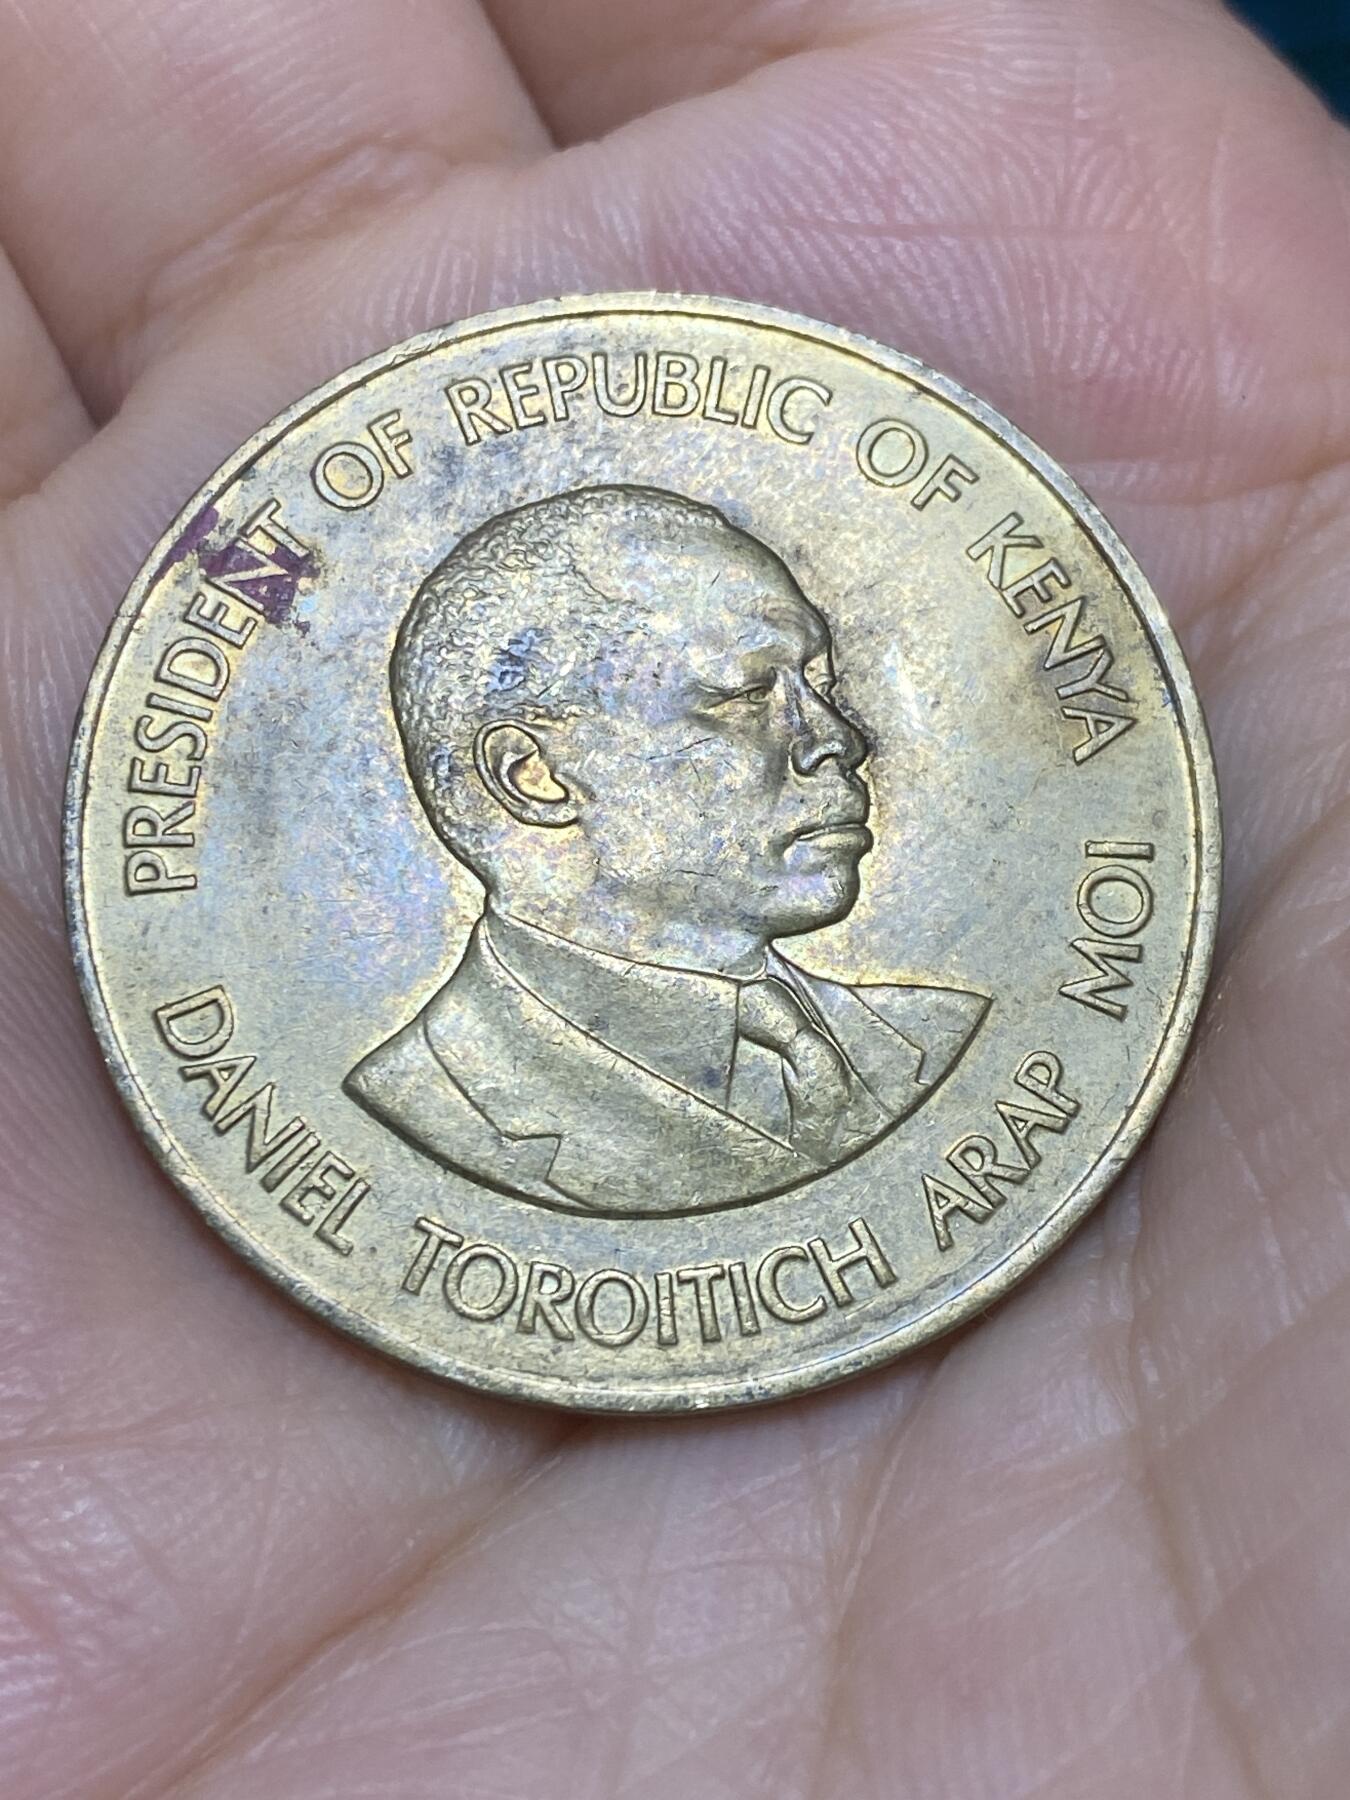 PRESIDENT OF REPUBLIC OF KENYA
DANIEL TOROITICH ARAP MOI